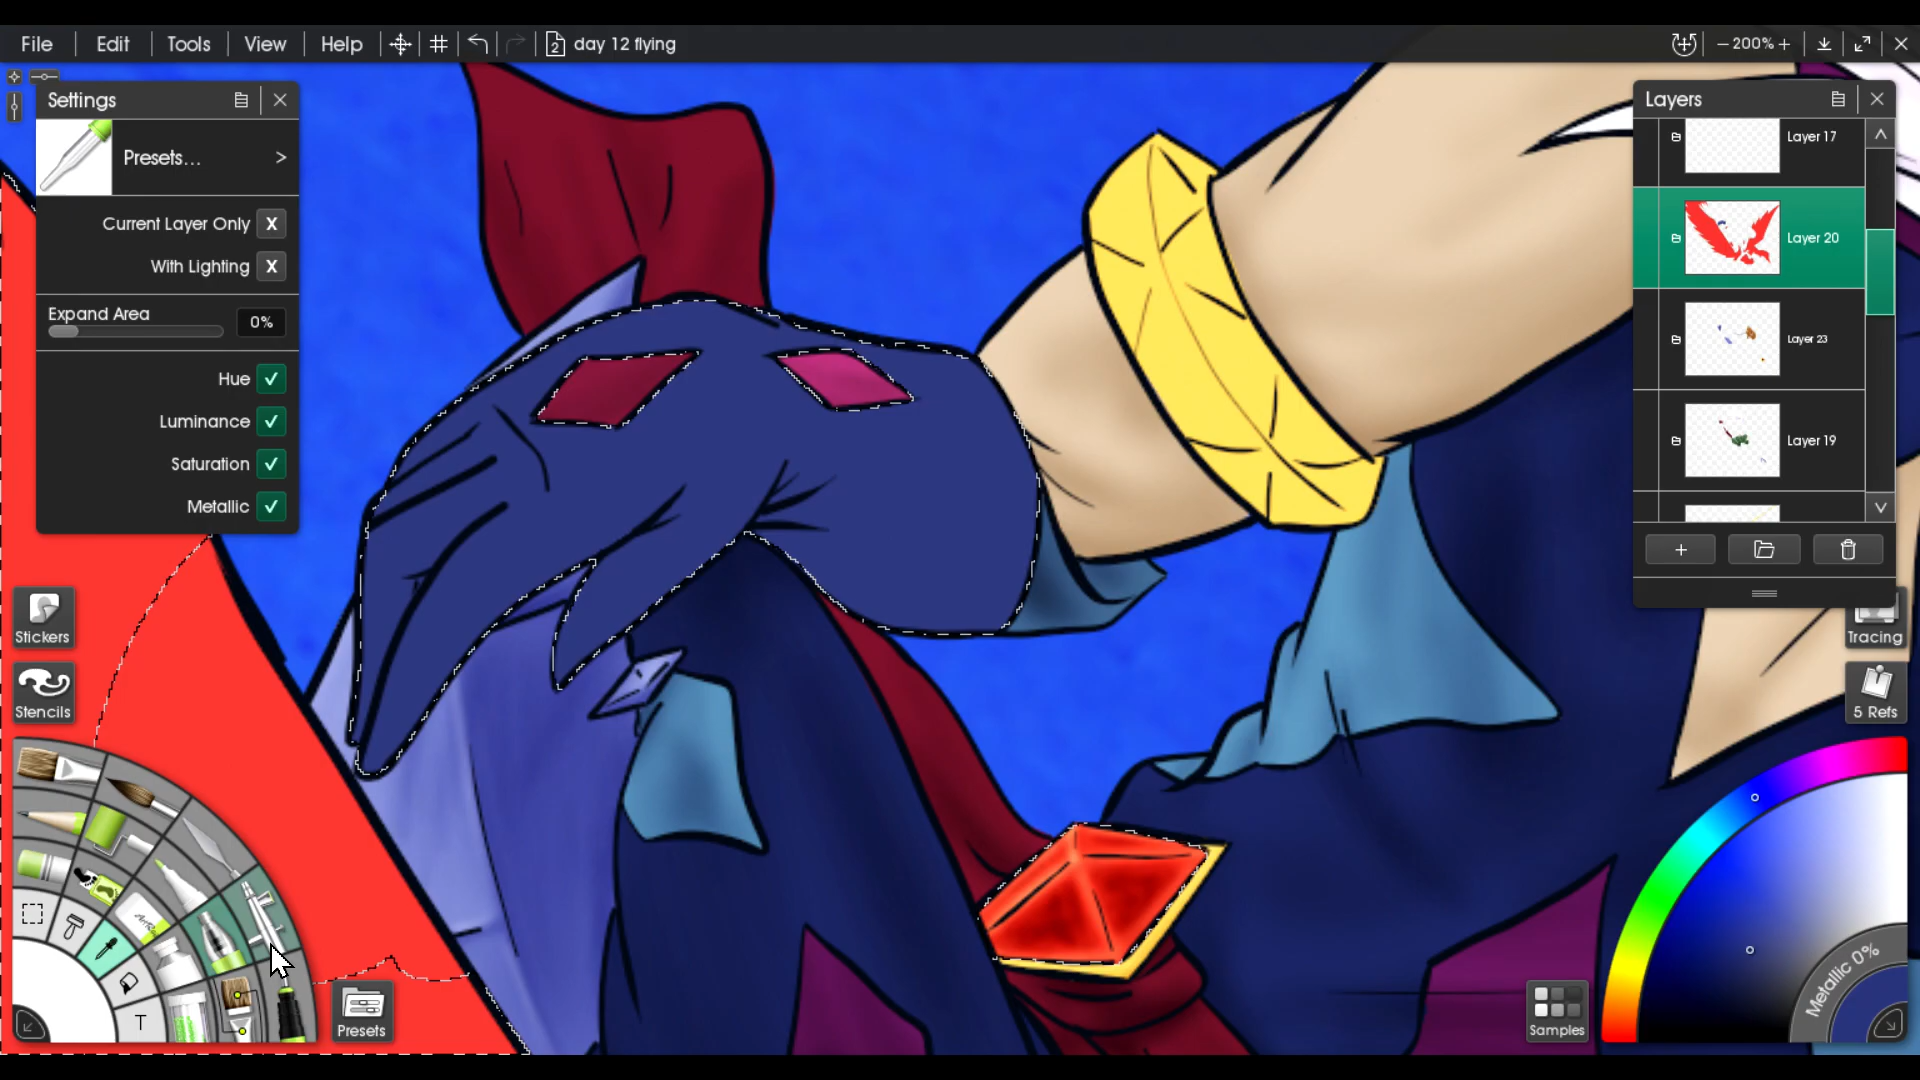 File Edit Tools View Help 2 day 12 flying − 200% +
Settings
Presets... >
Current Layer Only X
With Lighting X
Expand Area 0%
Hue ✓
Luminance ✓
Saturation ✓
Metallic ✓
Stickers
Stencils
T
Presets
Layers
Layer 17
Layer 20
Layer 23
Layer 19
+
Tracing
5 Refs
Metallic 0%
Samples